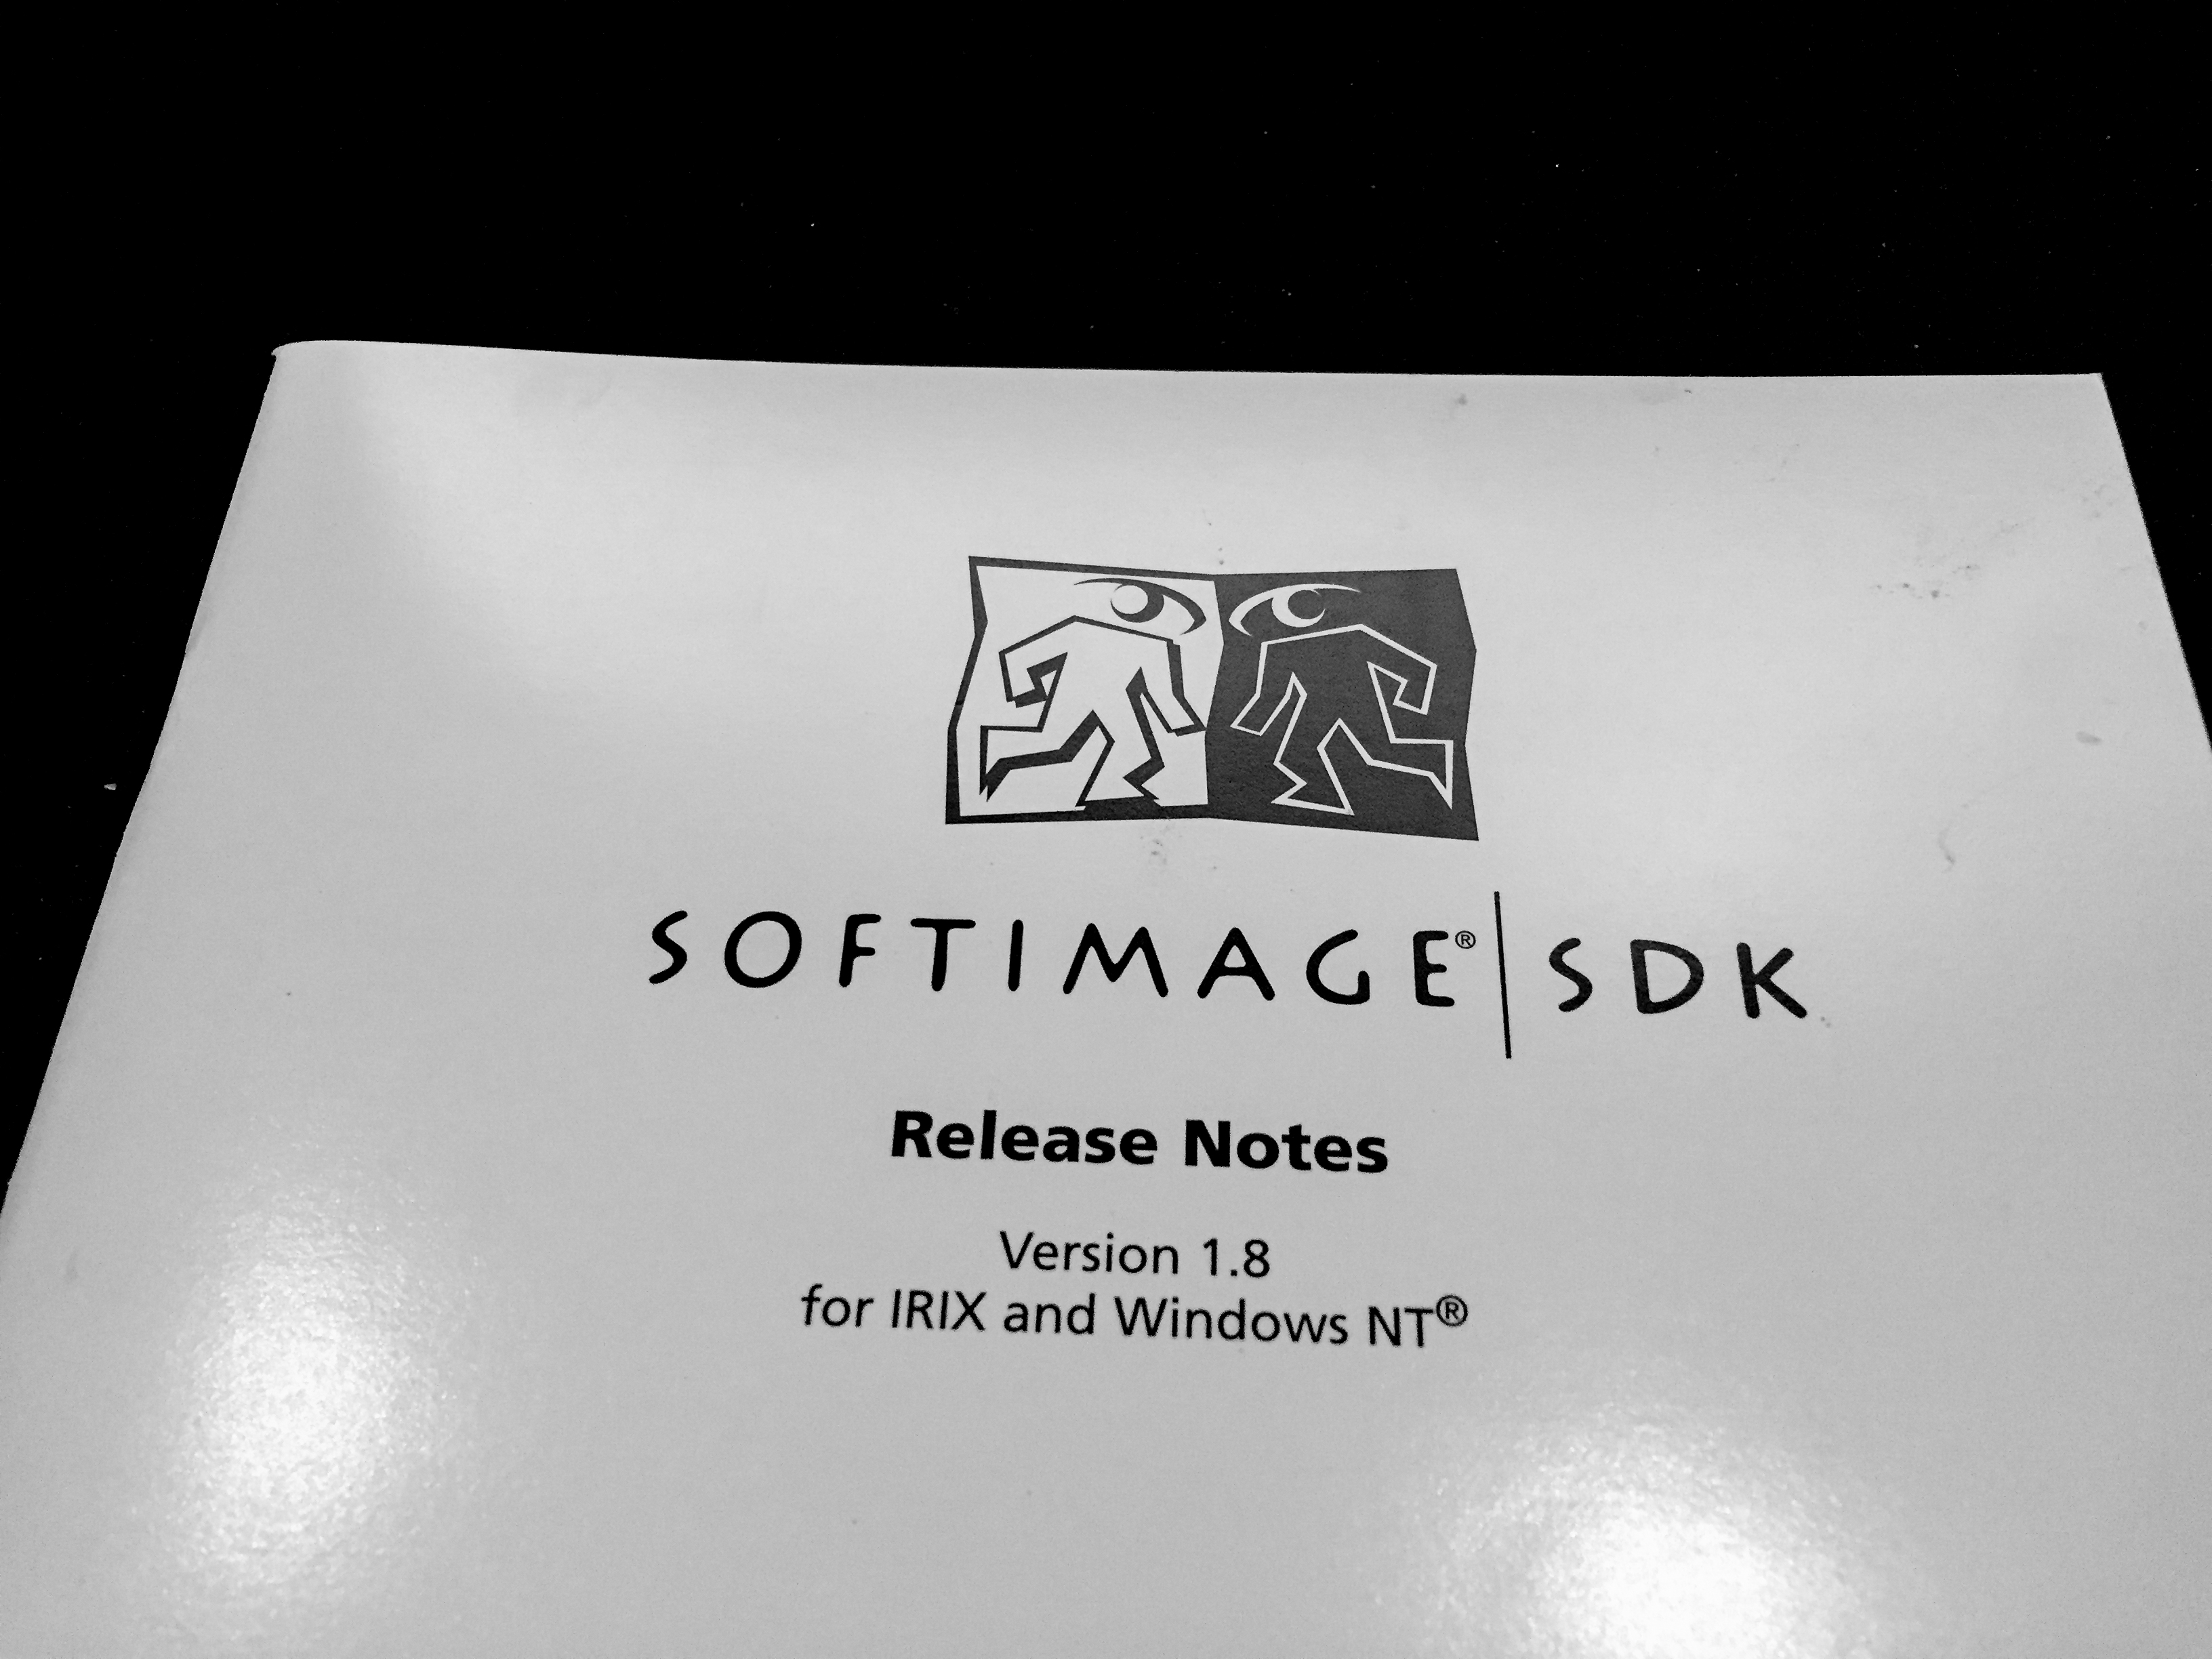 SOFTIMAGE®|SDK
Release Notes
Version 1.8
for IRIX and Windows NT®